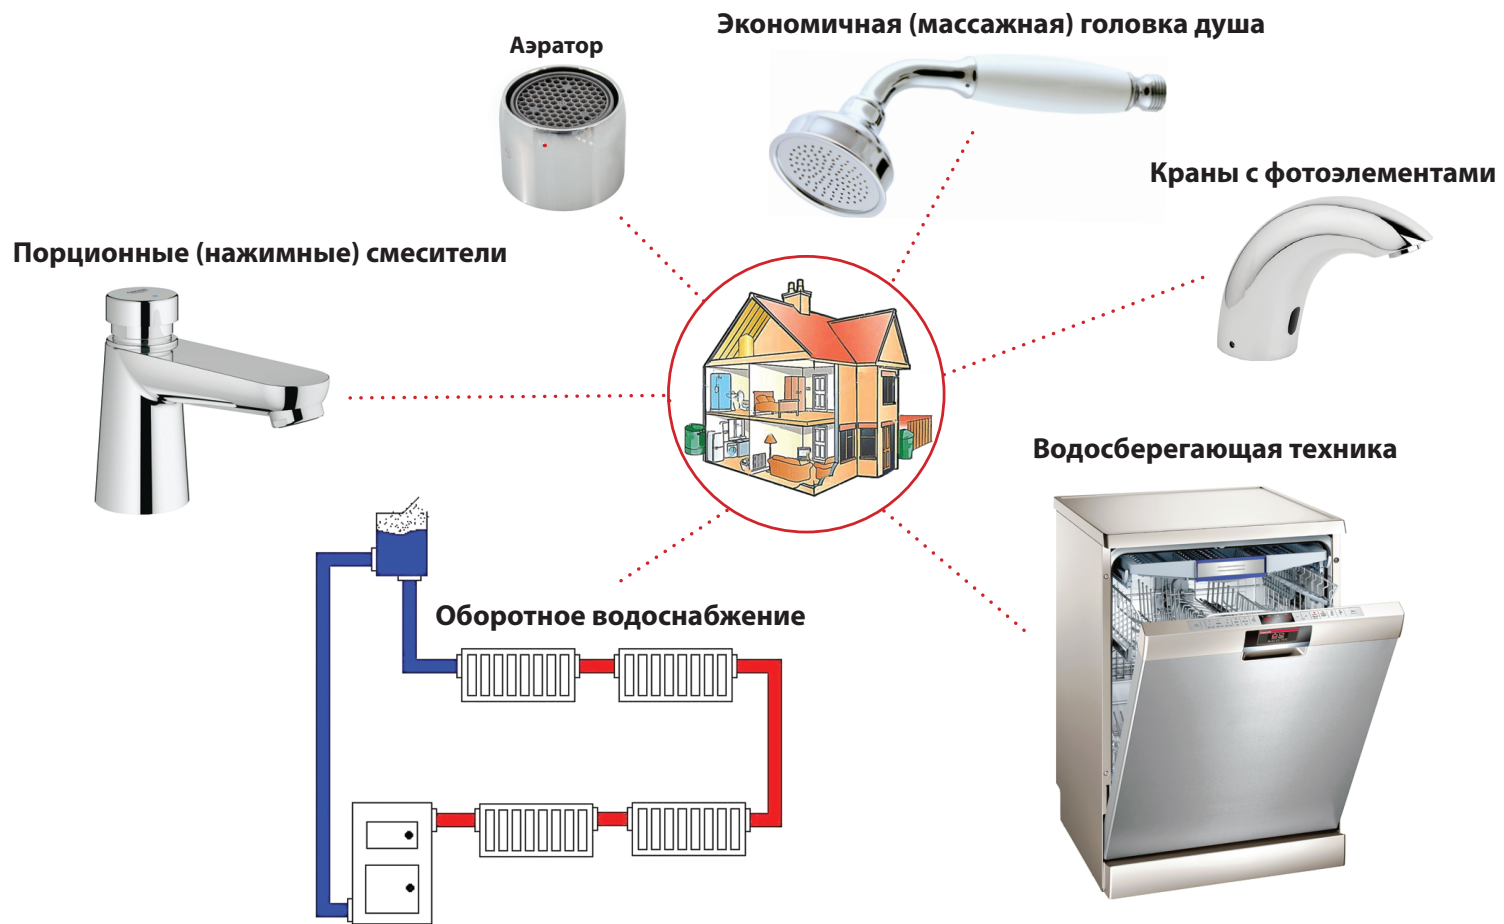 Экономичная (массажная) головка душа
Аэратор
Краны с фотоэлементами
Порционные (нажимные) смесители
Водосберегающая техника
Оборотное водоснабжение